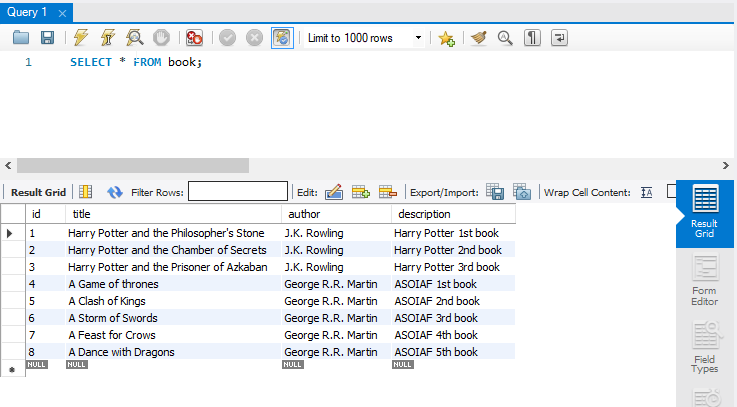 Query 1
Limit to 1000 rows
1 SELECT * FROM book;
Result Grid Filter Rows: Edit: Export/Import: Wrap Cell Content: IA
id title author description
1 Harry Potter and the Philosopher's Stone J.K. Rowling Harry Potter 1st book
2 Harry Potter and the Chamber of Secrets J.K. Rowling Harry Potter 2nd book
3 Harry Potter and the Prisoner of Azkaban J.K. Rowling Harry Potter 3rd book
4 A Game of thrones George R.R. Martin ASOIAF 1st book
5 A Clash of Kings George R.R. Martin ASOIAF 2nd book
6 A Storm of Swords George R.R. Martin ASOIAF 3rd book
7 A Feast for Crows George R.R. Martin ASOIAF 4th book
8 A Dance with Dragons George R.R. Martin ASOIAF 5th book
NULL NULL NULL NULL
Result
Grid
Form
Editor
Field
Types